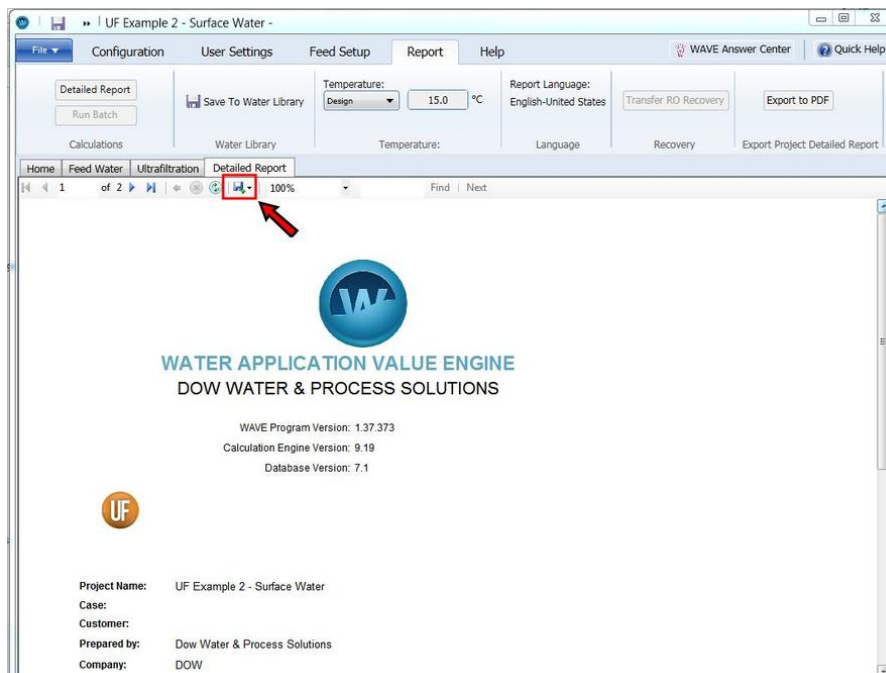 UF Example 2 - Surface Water -
File Configuration User Settings Feed Setup Report Help WAVE Answer Center Quick Help
Detailed Report
Run Batch
Calculations
Save To Water Library
Water Library
Temperature:
Design 15.0 °C
Temperature:
Report Language:
English-United States
Language
Transfer RO Recovery
Recovery
Export to PDF
Export Project Detailed Report
Home Feed Water Ultrafiltration Detailed Report
1 of 2 100% Find Next
W
WATER APPLICATION VALUE ENGINE
DOW WATER & PROCESS SOLUTIONS
WAVE Program Version: 1.37.373
Calculation Engine Version: 9.19
Database Version: 7.1
UF
Project Name: UF Example 2 - Surface Water
Case:
Customer:
Prepared by: Dow Water & Process Solutions
Company: DOW